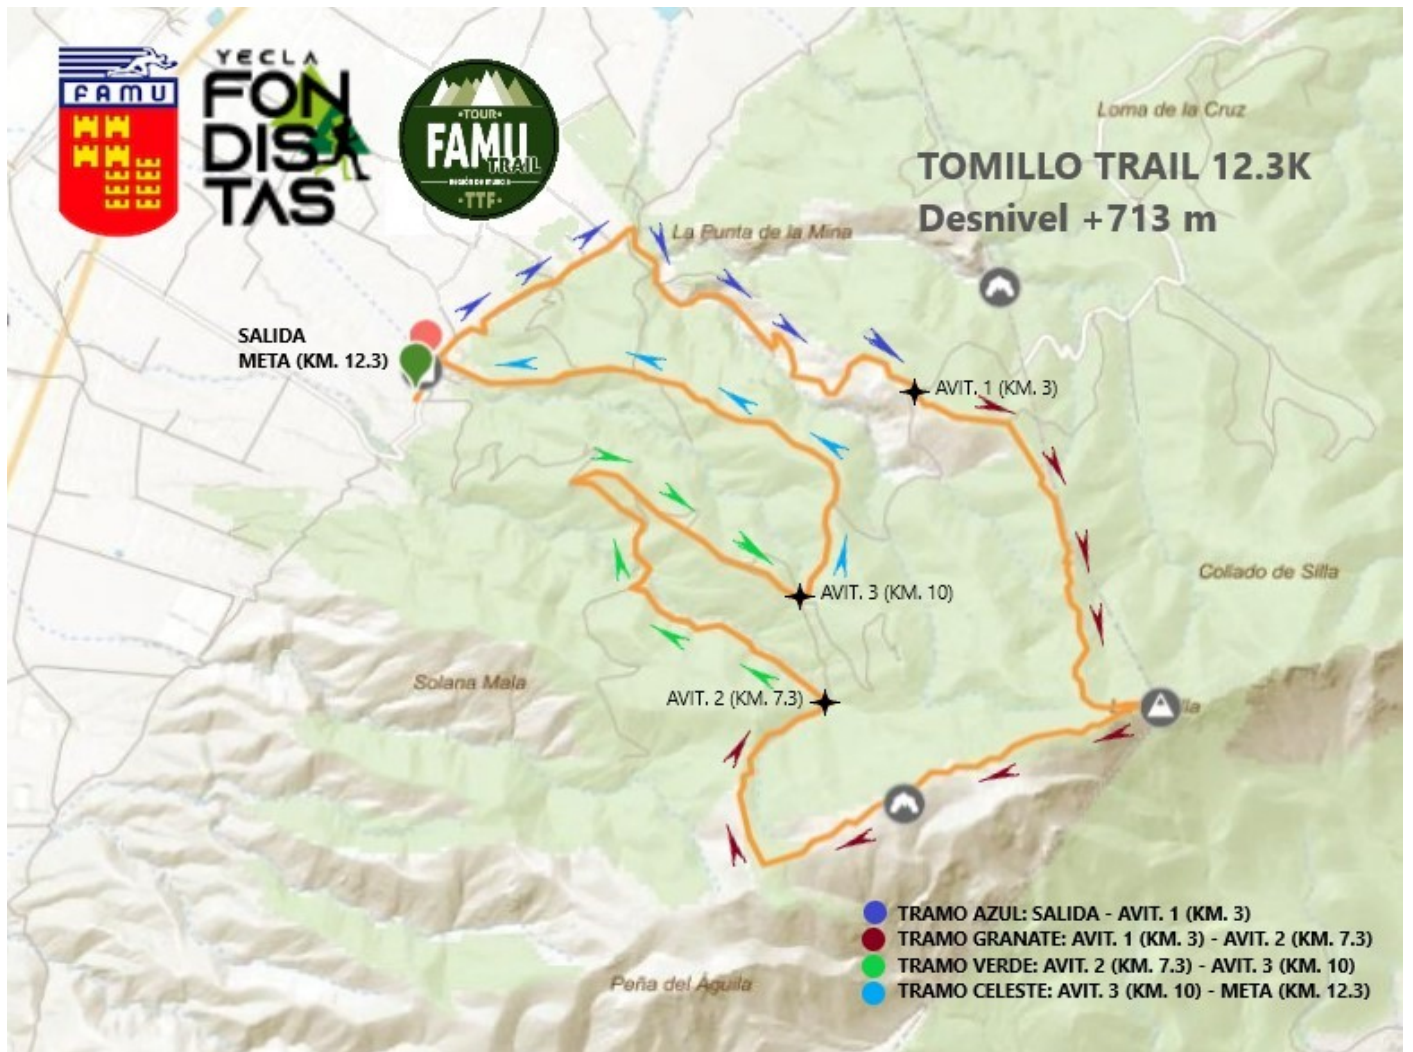 FAMU
YECLA
FON
DIS
TAS
•TOUR•
FAMU
TRAIL
REGIÓN DE MURCIA
•TTF•
Loma de la Cruz
TOMILLO TRAIL 12.3K
Desnivel +713 m
La Punta de la Mina
SALIDA
META (KM. 12.3)
AVIT. 1 (KM. 3)
Collado de Silla
AVIT. 3 (KM. 10)
Solana Mala
AVIT. 2 (KM. 7.3)
TRAMO AZUL: SALIDA - AVIT. 1 (KM. 3)
TRAMO GRANATE: AVIT. 1 (KM. 3) - AVIT. 2 (KM. 7.3)
TRAMO VERDE: AVIT. 2 (KM. 7.3) - AVIT. 3 (KM. 10)
TRAMO CELESTE: AVIT. 3 (KM. 10) - META (KM. 12.3)
Peña del Águila